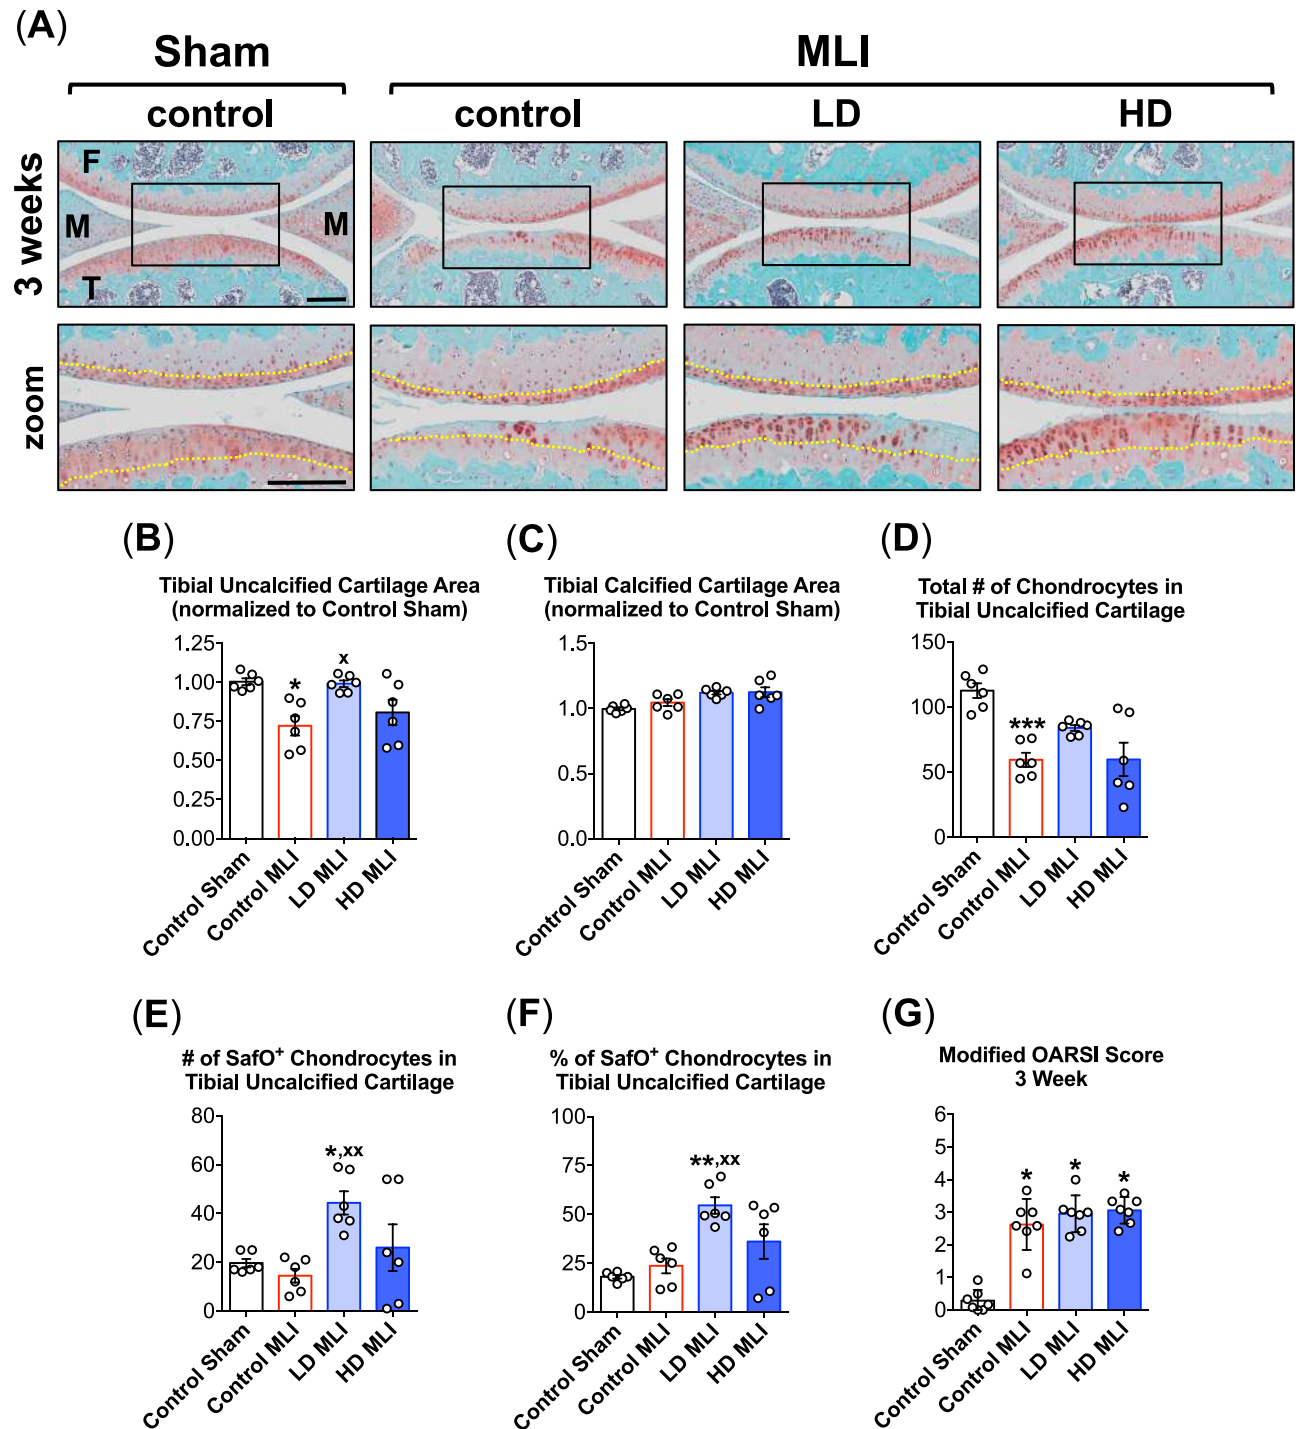 (A)
Sham
MLI
control
control
LD
HD
3 weeks
F
M
M
T
zoom
(B)
Tibial Uncalcified Cartilage Area
(normalized to Control Sham)
1.25
1.00
0.75
0.50
0.25
0.00
*
x
Control Sham
Control MLI
LD MLI
HD MLI
(C)
Tibial Calcified Cartilage Area
(normalized to Control Sham)
1.5
1.0
0.5
0.0
Control Sham
Control MLI
LD MLI
HD MLI
(D)
Total # of Chondrocytes in
Tibial Uncalcified Cartilage
150
100
50
0
***
Control Sham
Control MLI
LD MLI
HD MLI
(E)
# of SafO⁺ Chondrocytes in
Tibial Uncalcified Cartilage
80
60
40
20
0
*,xx
Control Sham
Control MLI
LD MLI
HD MLI
(F)
% of SafO⁺ Chondrocytes in
Tibial Uncalcified Cartilage
100
75
50
25
0
**,xx
Control Sham
Control MLI
LD MLI
HD MLI
(G)
Modified OARSI Score
3 Week
6
5
4
3
2
1
0
*
*
*
Control Sham
Control MLI
LD MLI
HD MLI